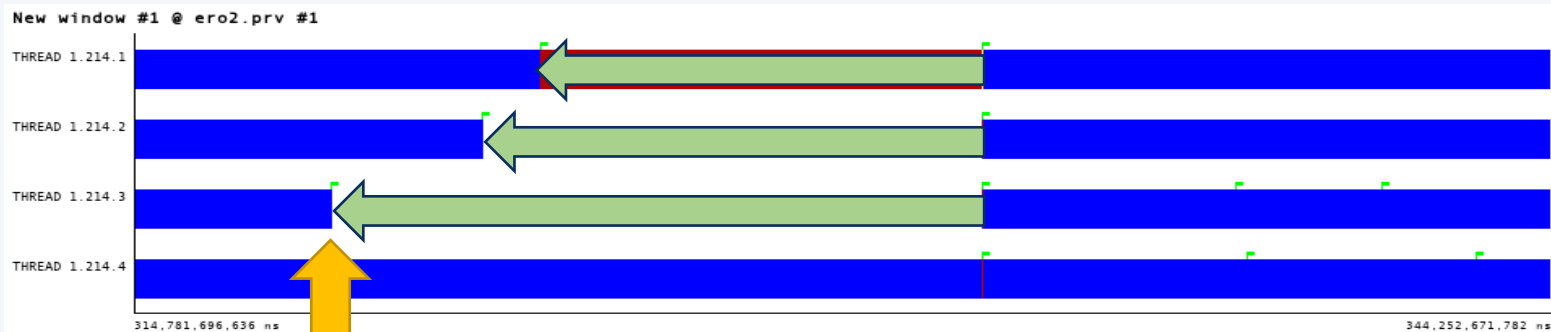 New window #1 @ ero2.prv #1
THREAD 1.214.1
THREAD 1.214.2
THREAD 1.214.3
THREAD 1.214.4
314,781,696,636 ns 344,252,671,782 ns